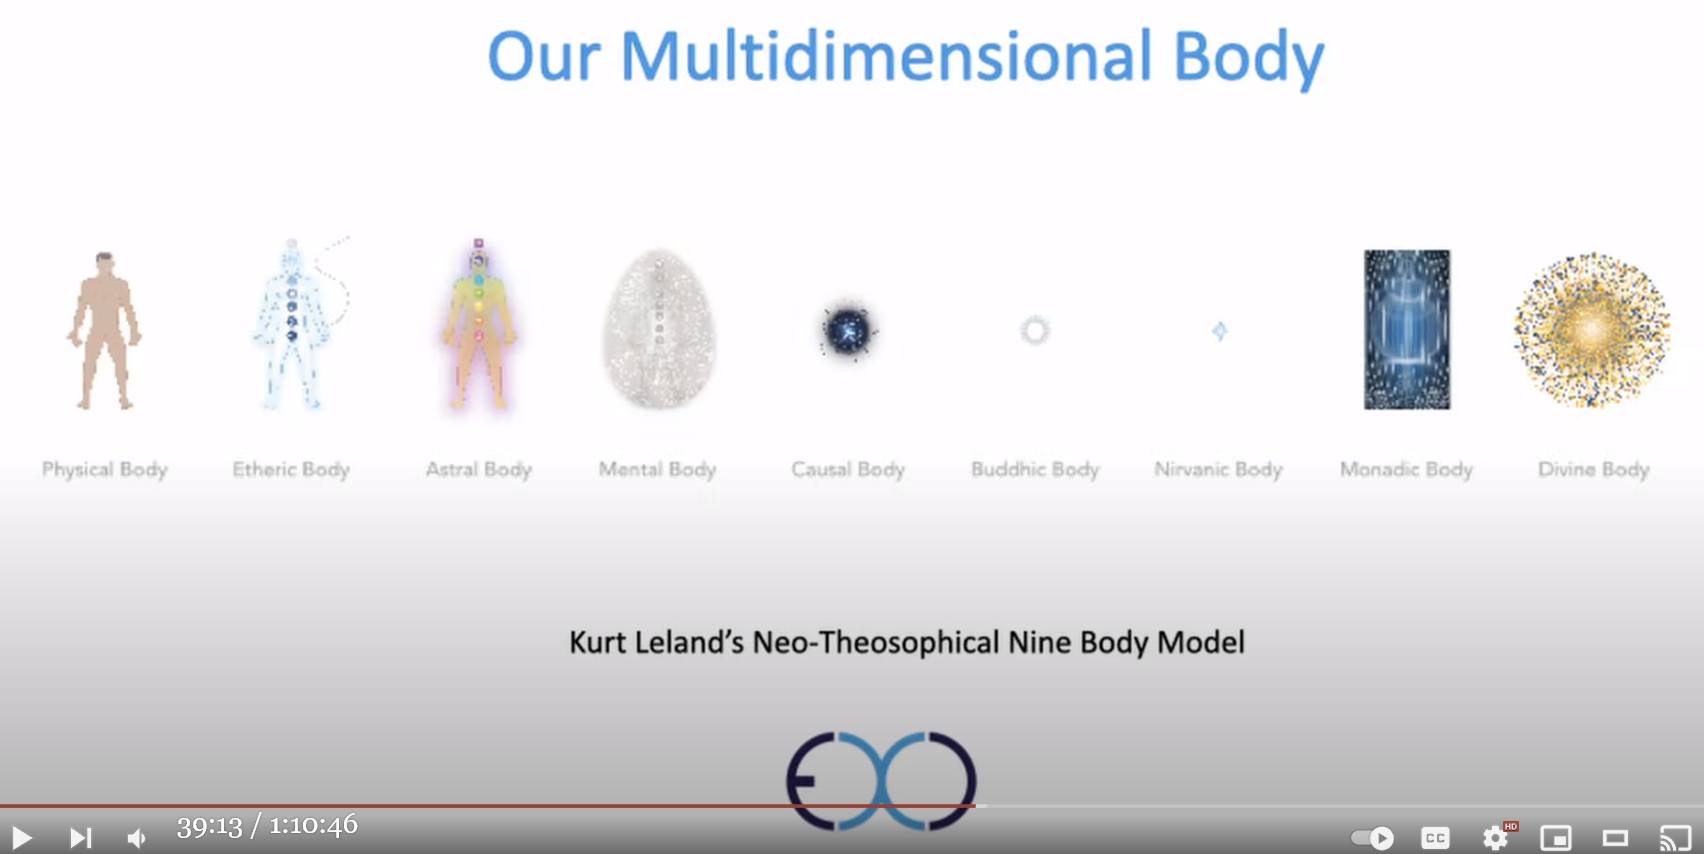 Our Multidimensional Body
Physical Body Etheric Body Astral Body Mental Body Causal Body Buddhic Body Nirvanic Body Monadic Body Divine Body
Kurt Leland's Neo-Theosophical Nine Body Model
EXO
39:13 / 1:10:46
CC
HD